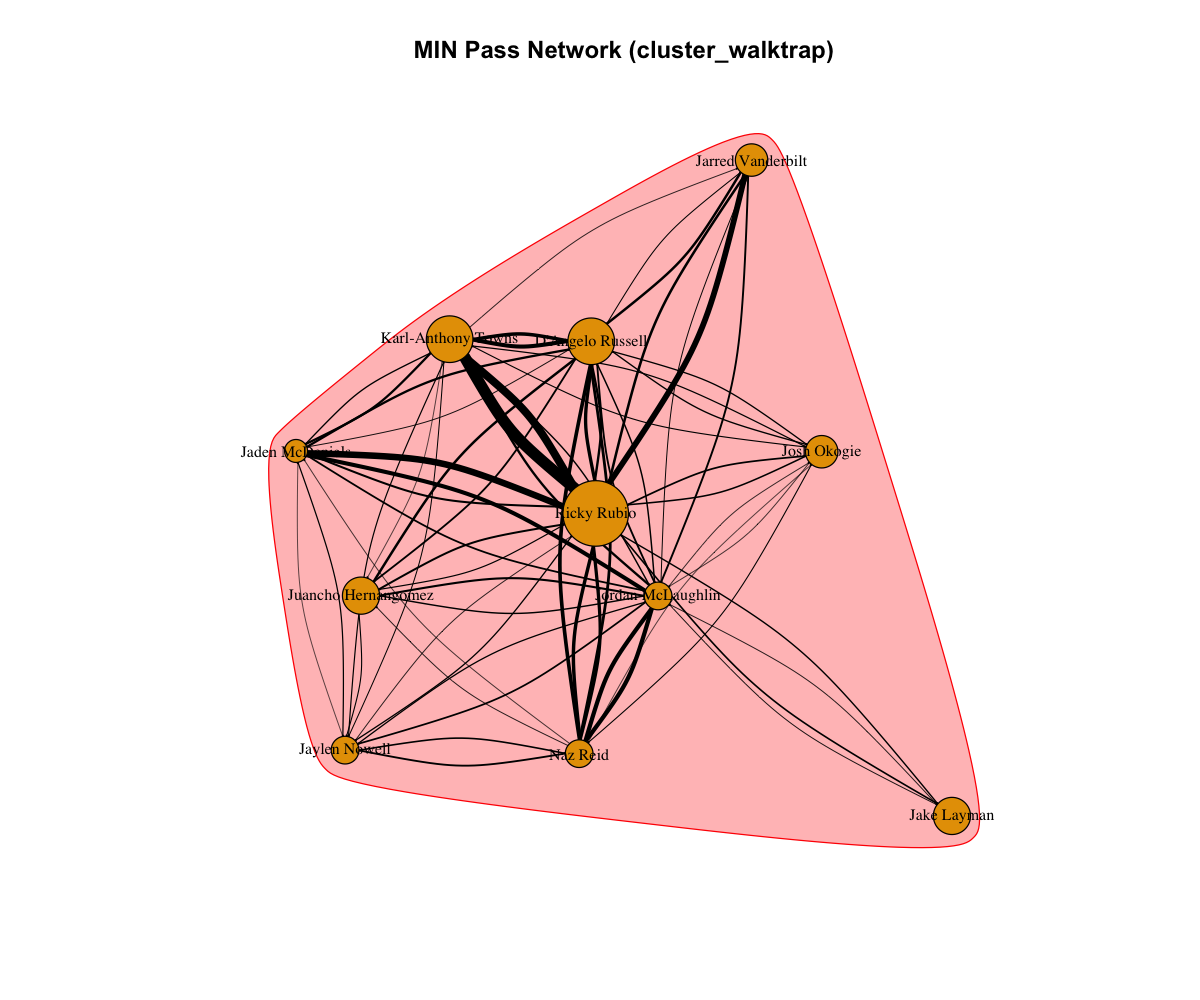 MIN Pass Network (cluster_walktrap)
Jarred Vanderbilt
Karl-Anthony Towns
D'Angelo Russell
Jaden McDaniels
Josh Okogie
Ricky Rubio
Juancho Hernangomez
Jordan McLaughlin
Jaylen Nowell
Naz Reid
Jake Layman